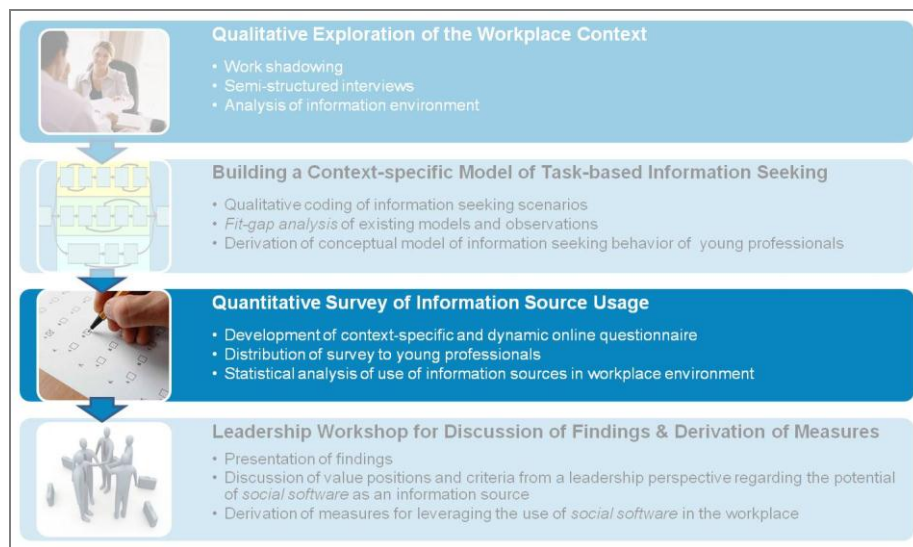 Qualitative Exploration of the Workplace Context
• Work shadowing
• Semi-structured interviews
• Analysis of information environment
Building a Context-specific Model of Task-based Information Seeking
• Qualitative coding of information seeking scenarios
• Fit-gap analysis of existing models and observations
• Derivation of conceptual model of information seeking behavior of young professionals
Quantitative Survey of Information Source Usage
• Development of context-specific and dynamic online questionnaire
• Distribution of survey to young professionals
• Statistical analysis of use of information sources in workplace environment
Leadership Workshop for Discussion of Findings & Derivation of Measures
• Presentation of findings
• Discussion of value positions and criteria from a leadership perspective regarding the potential
of social software as an information source
• Derivation of measures for leveraging the use of social software in the workplace